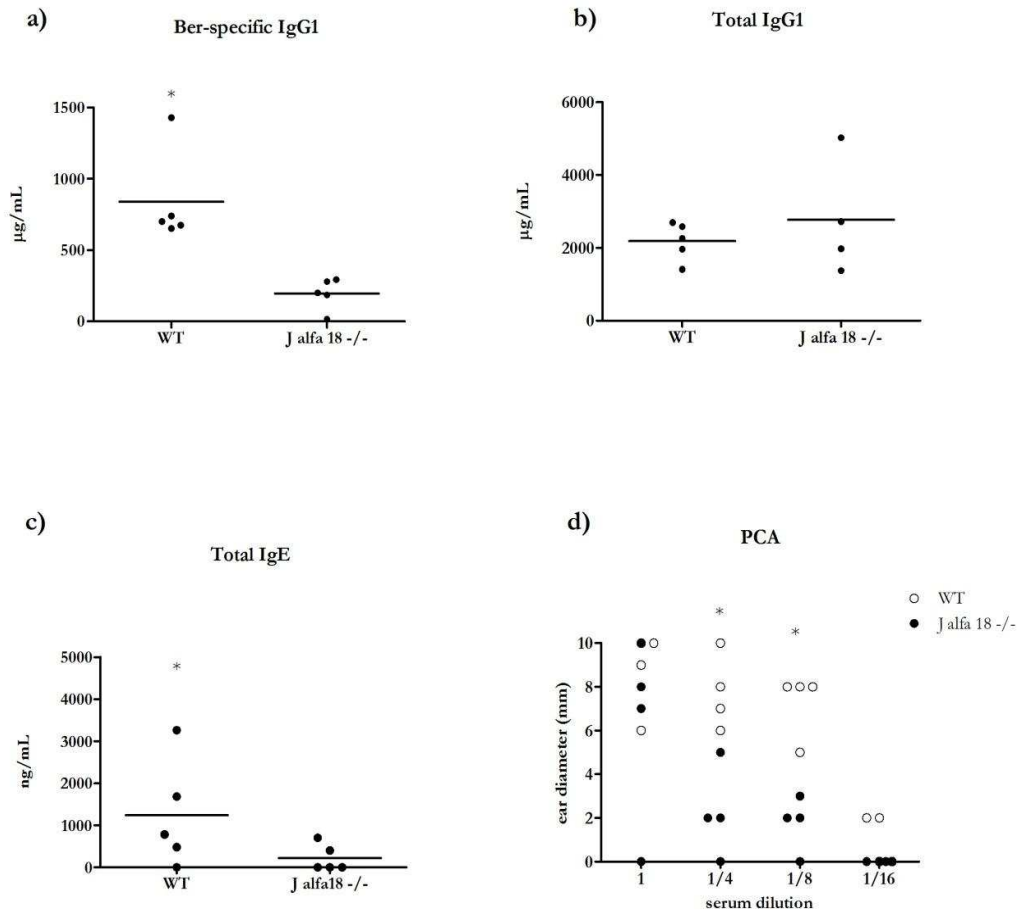 a)
Ber-specific IgG1
*
1500
1000
500
0
µg/mL
WT
J alfa 18 -/-
b)
Total IgG1
6000
4000
2000
0
µg/mL
WT
J alfa 18 -/-
c)
Total IgE
*
5000
4000
3000
2000
1000
0
ng/mL
WT
J alfa18 -/-
d)
PCA
WT
J alfa 18 -/-
*
*
10
8
6
4
2
0
ear diameter (mm)
1
1/4
1/8
1/16
serum dilution